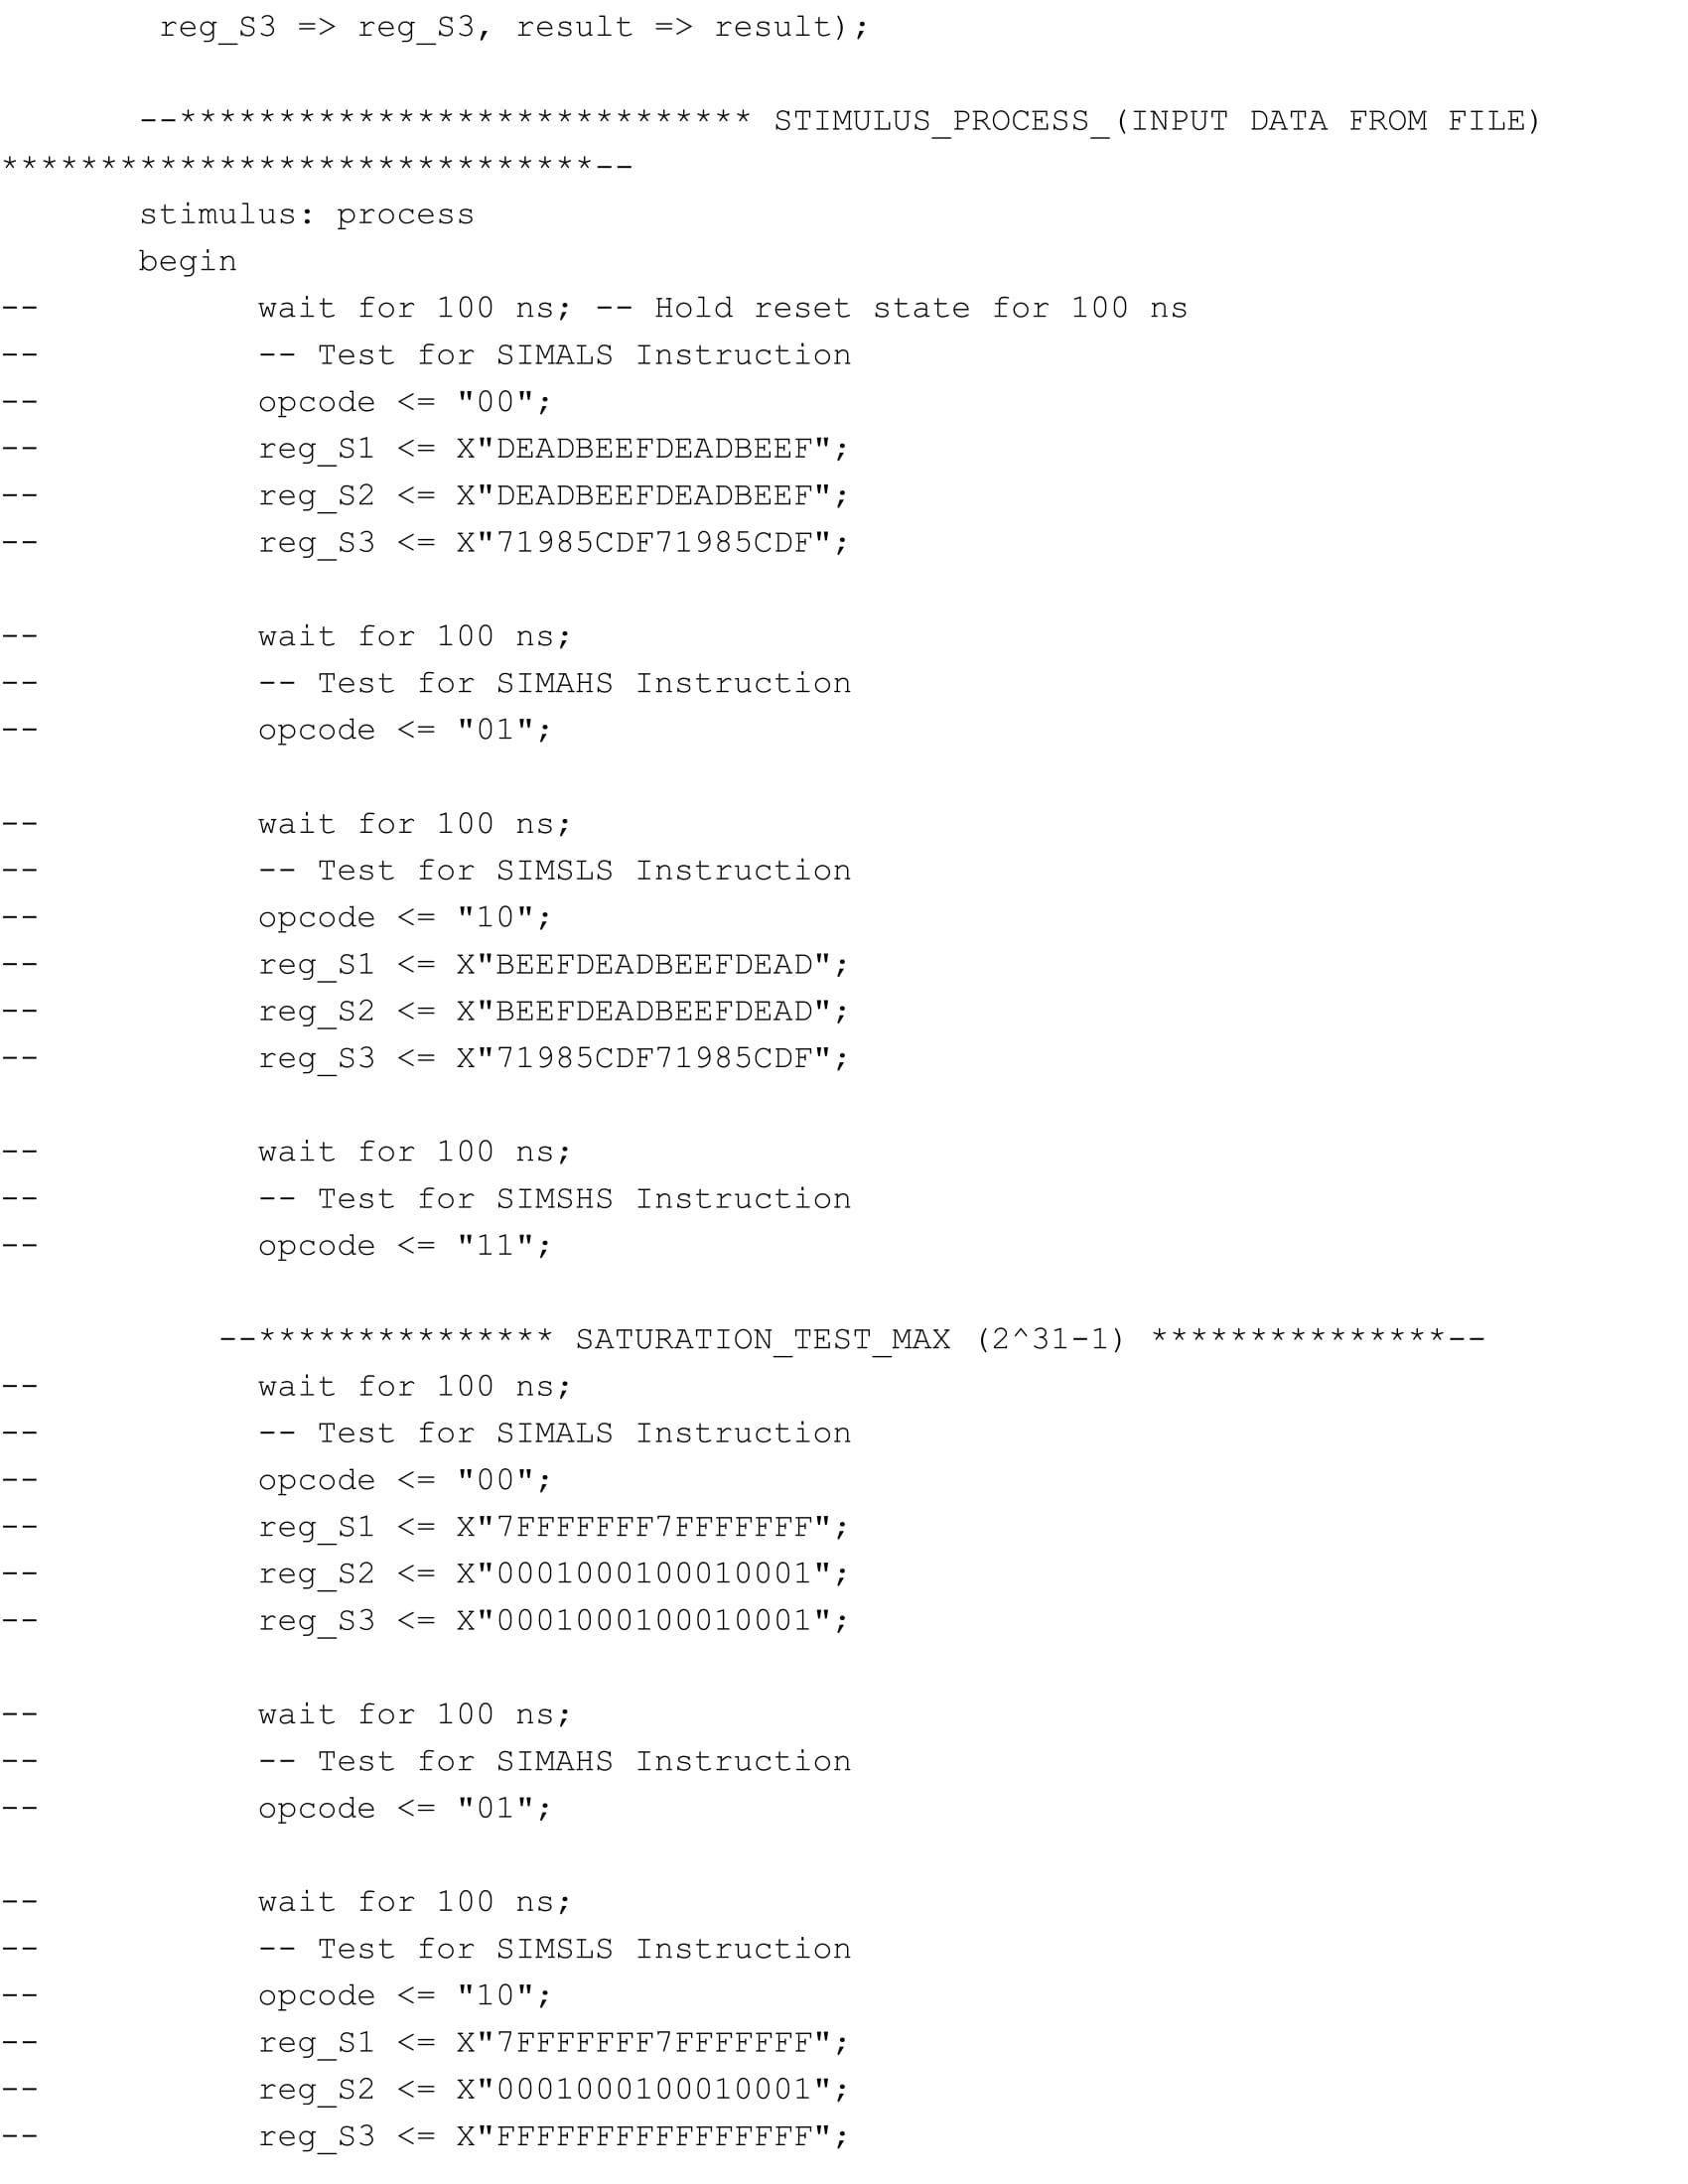 reg_S3 => reg_S3, result => result);
--***************************** STIMULUS_PROCESS_(INPUT DATA FROM FILE)
******************************--
stimulus: process
begin
-- wait for 100 ns; -- Hold reset state for 100 ns
-- -- Test for SIMALS Instruction
-- opcode <= "00";
-- reg_S1 <= X"DEADBEEFDEADBEEF";
-- reg_S2 <= X"DEADBEEFDEADBEEF";
-- reg_S3 <= X"71985CDF71985CDF";
-- wait for 100 ns;
-- -- Test for SIMAHS Instruction
-- opcode <= "01";
-- wait for 100 ns;
-- -- Test for SIMSLS Instruction
-- opcode <= "10";
-- reg_S1 <= X"BEEFDEADBEEFDEAD";
-- reg_S2 <= X"BEEFDEADBEEFDEAD";
-- reg_S3 <= X"71985CDF71985CDF";
-- wait for 100 ns;
-- -- Test for SIMSHS Instruction
-- opcode <= "11";
--*************** SATURATION_TEST_MAX (2^31-1) ***************--
-- wait for 100 ns;
-- -- Test for SIMALS Instruction
-- opcode <= "00";
-- reg_S1 <= X"7FFFFFFF7FFFFFFF";
-- reg_S2 <= X"0001000100010001";
-- reg_S3 <= X"0001000100010001";
-- wait for 100 ns;
-- -- Test for SIMAHS Instruction
-- opcode <= "01";
-- wait for 100 ns;
-- -- Test for SIMSLS Instruction
-- opcode <= "10";
-- reg_S1 <= X"7FFFFFFF7FFFFFFF";
-- reg_S2 <= X"0001000100010001";
-- reg_S3 <= X"FFFFFFFFFFFFFFFF";